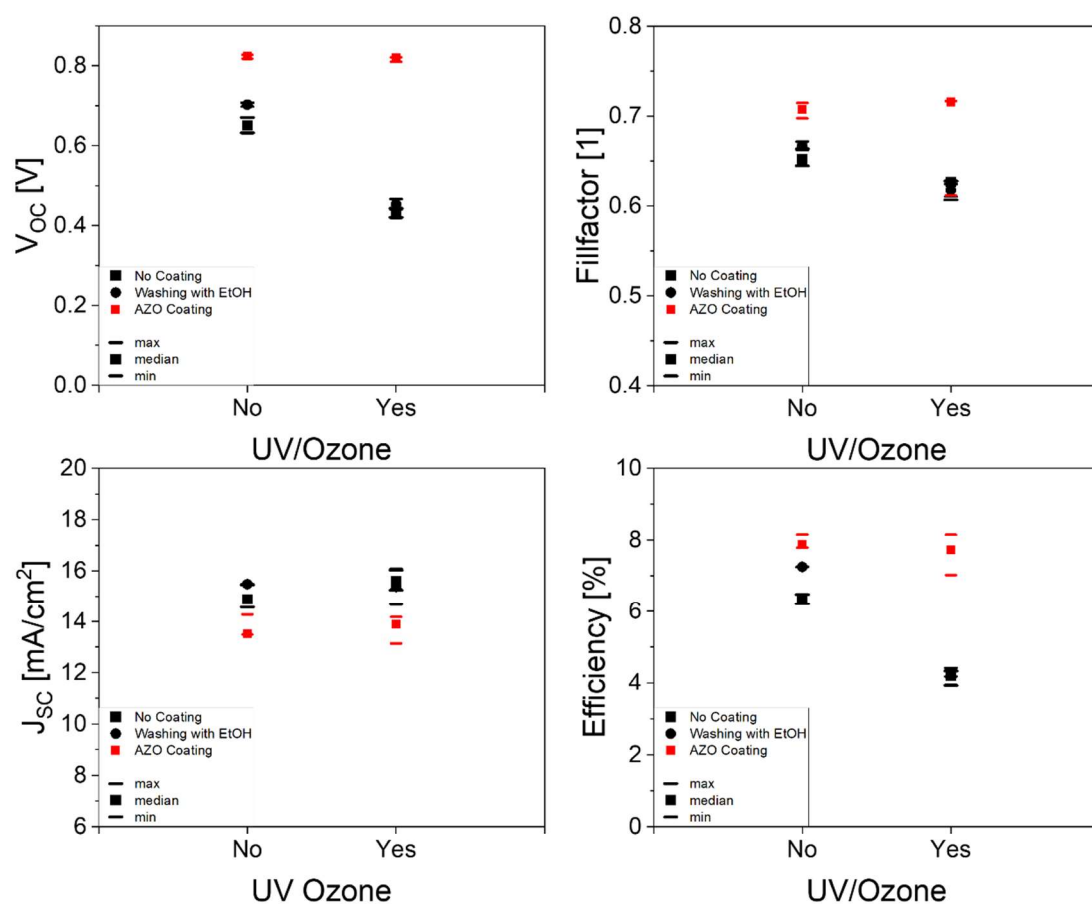 V_OC [V]
0.8
0.6
0.4
0.2
0.0
No Coating
Washing with EtOH
AZO Coating
max
median
min
No Yes
UV/Ozone
Fillfactor [1]
0.8
0.7
0.6
0.5
0.4
No Coating
Washing with EtOH
AZO Coating
max
median
min
No Yes
UV/Ozone
J_SC [mA/cm²]
20
18
16
14
12
10
8
6
No Coating
Washing with EtOH
AZO Coating
max
median
min
No Yes
UV Ozone
Efficiency [%]
10
8
6
4
2
0
No Coating
Washing with EtOH
AZO Coating
max
median
min
No Yes
UV/Ozone